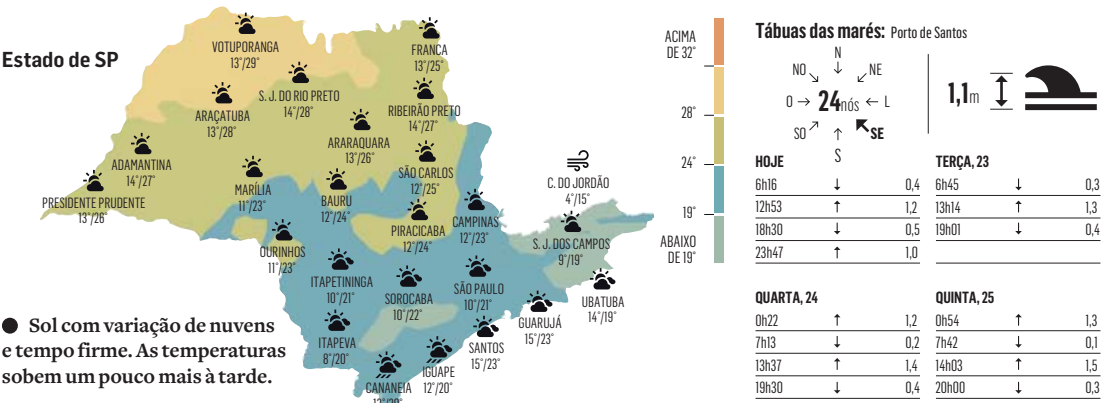 Estado de SP
VOTUPORANGA
13°/29°
FRANCA
13°/25°
S. J. DO RIO PRETO
14°/28°
ARAÇATUBA
13°/28°
RIBEIRÃO PRETO
14°/27°
ARARAQUARA
13°/26°
ADAMANTINA
14°/27°
SÃO CARLOS
12°/25°
PRESIDENTE PRUDENTE
13°/26°
MARÍLIA
11°/23°
BAURU
12°/24°
C. DO JORDÃO
4°/15°
PIRACICABA
12°/24°
CAMPINAS
12°/23°
OURINHOS
11°/23°
S. J. DOS CAMPOS
9°/19°
ITAPETININGA
10°/21°
SOROCABA
10°/22°
SÃO PAULO
10°/21°
UBATUBA
14°/19°
GUARUJÁ
15°/23°
ITAPEVA
8°/20°
SANTOS
15°/23°
IGUAPE
12°/20°
CANANEIA
● Sol com variação de nuvens
e tempo firme. As temperaturas
sobem um pouco mais à tarde.
ACIMA
DE 32°
28°
24°
19°
ABAIXO
DE 19°
Tábuas das marés: Porto de Santos
N
NO ↘ ↓ ↙ NE
O → 24nós ← L
SO ↗ ↑ ↖ SE
S
1,1m
HOJE
6h16 ↓ 0,4
12h53 ↑ 1,2
18h30 ↓ 0,5
23h47 ↑ 1,0
TERÇA, 23
6h45 ↓ 0,3
13h14 ↑ 1,3
19h01 ↓ 0,4
QUARTA, 24
0h22 ↑ 1,2
7h13 ↓ 0,2
13h37 ↑ 1,4
19h30 ↓ 0,4
QUINTA, 25
0h54 ↑ 1,3
7h42 ↓ 0,1
14h03 ↑ 1,5
20h00 ↓ 0,3